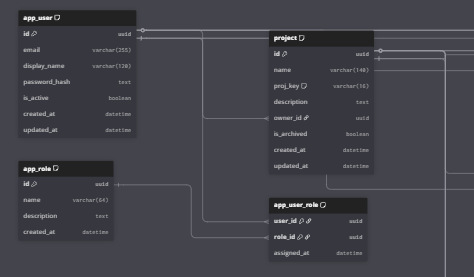 app_user
id uuid
email varchar(255)
display_name varchar(120)
password_hash text
is_active boolean
created_at datetime
updated_at datetime
project
id uuid
name varchar(140)
proj_key varchar(16)
description text
owner_id uuid
is_archived boolean
created_at datetime
updated_at datetime
app_role
id uuid
name varchar(64)
description text
created_at datetime
app_user_role
user_id uuid
role_id uuid
assigned_at datetime